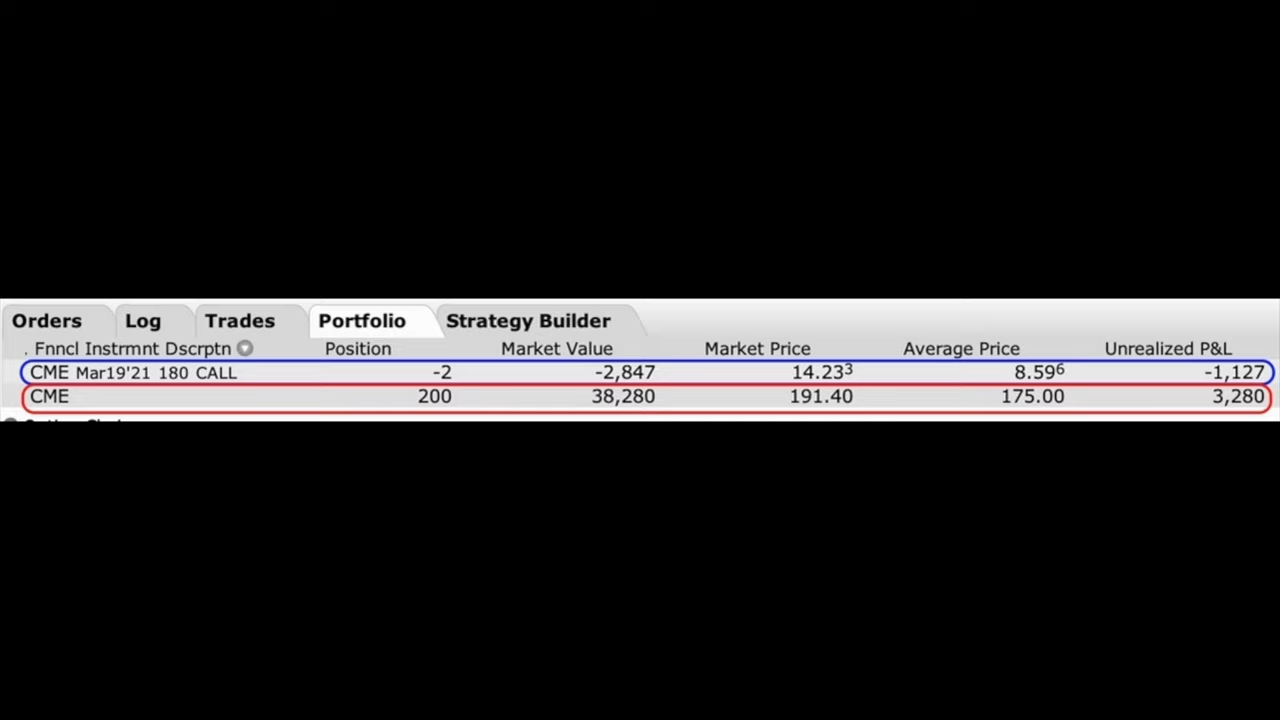 Orders Log Trades Portfolio Strategy Builder
Fnncl Instrmnt Dscrptn Position Market Value Market Price Average Price Unrealized P&L
CME Mar19'21 180 CALL -2 -2,847 14.23³ 8.59⁶ -1,127
CME 200 38,280 191.40 175.00 3,280